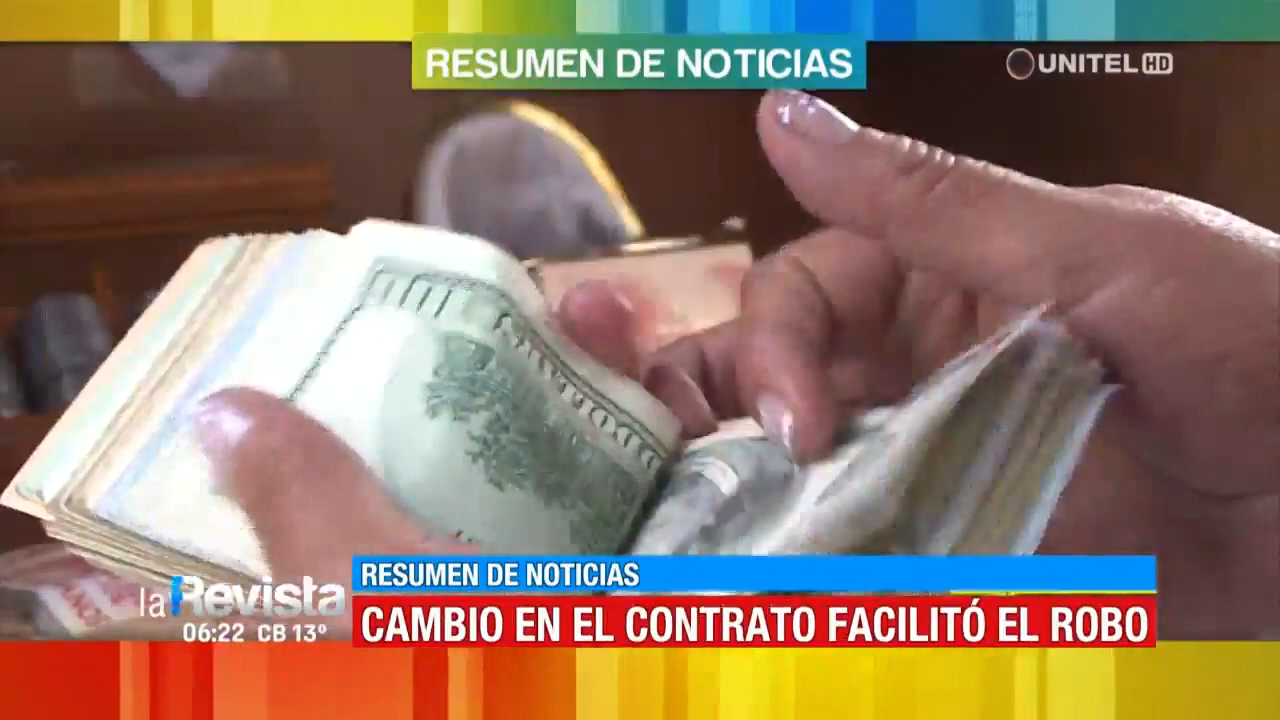 RESUMEN DE NOTICIAS
UNITEL HD
RESUMEN DE NOTICIAS
CAMBIO EN EL CONTRATO FACILITÓ EL ROBO
la Revista
06:22 CB 13º